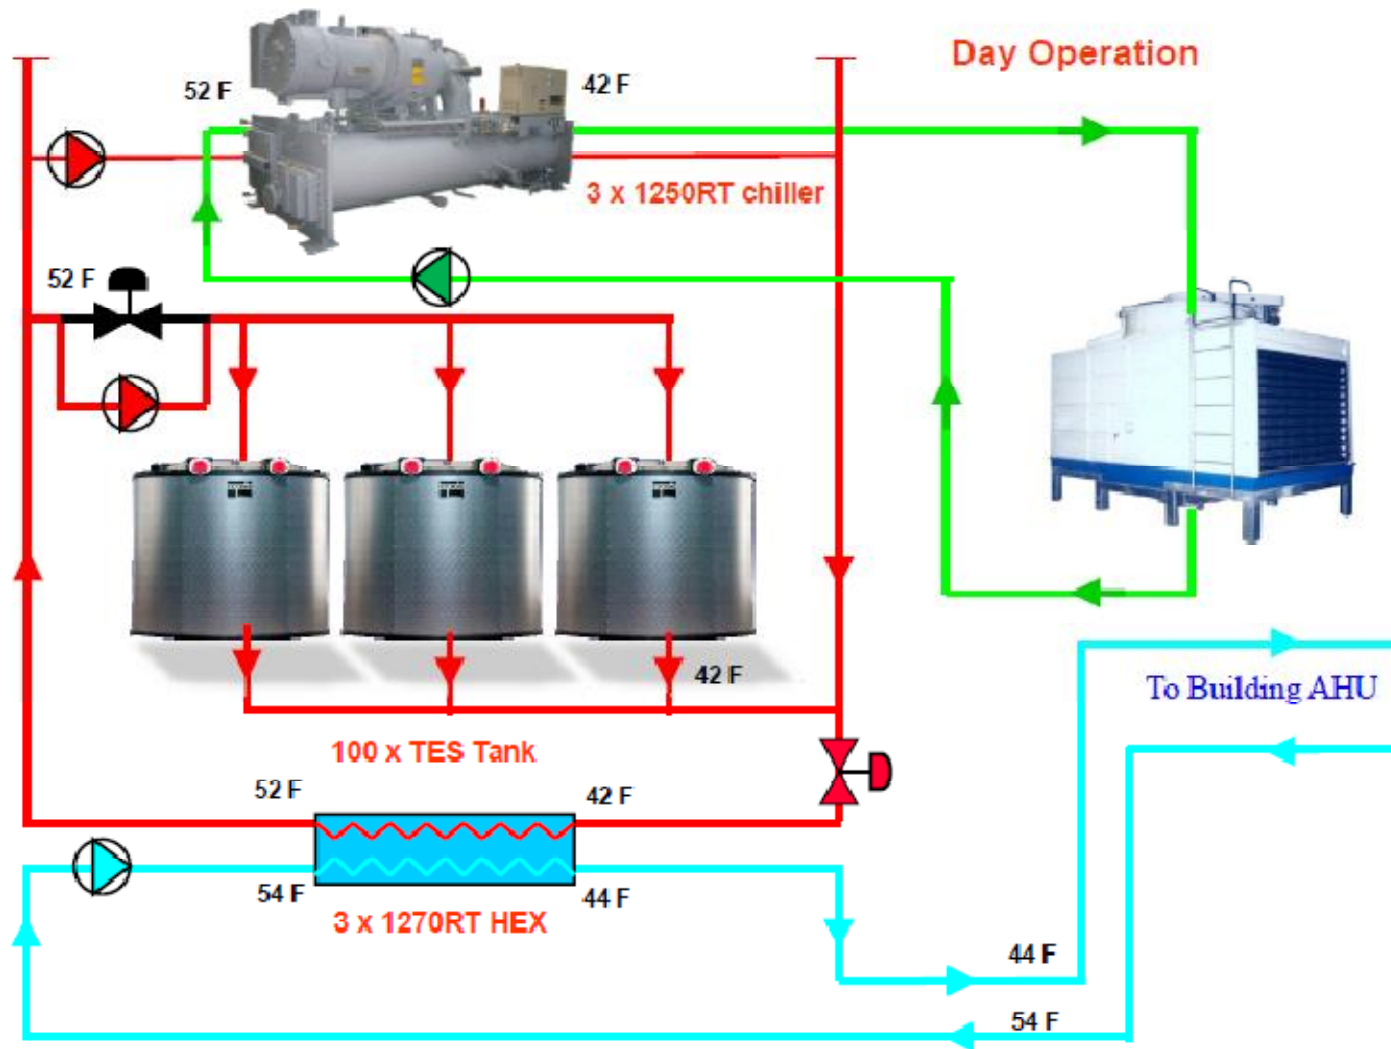 Day Operation
52 F
42 F
3 x 1250RT chiller
52 F
42 F
To Building AHU
100 x TES Tank
52 F
42 F
54 F
44 F
3 x 1270RT HEX
44 F
54 F